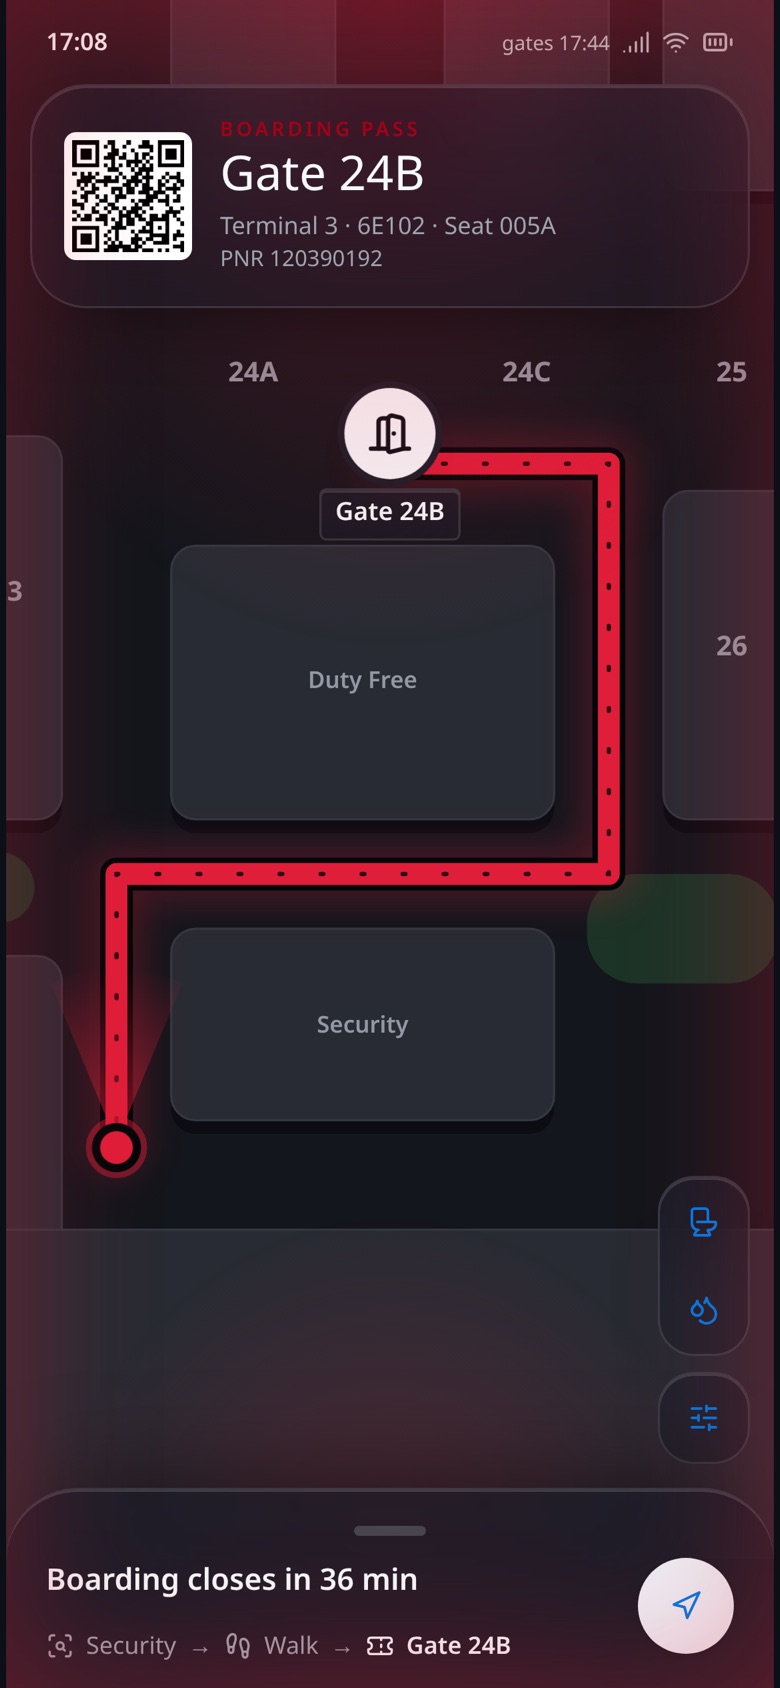 17:08
gates 17:44
BOARDING PASS
Gate 24B
Terminal 3 · 6E102 · Seat 005A
PNR 120390192
24A
24C
25
Gate 24B
3
Duty Free
26
Security
Boarding closes in 36 min
Security → Walk → Gate 24B